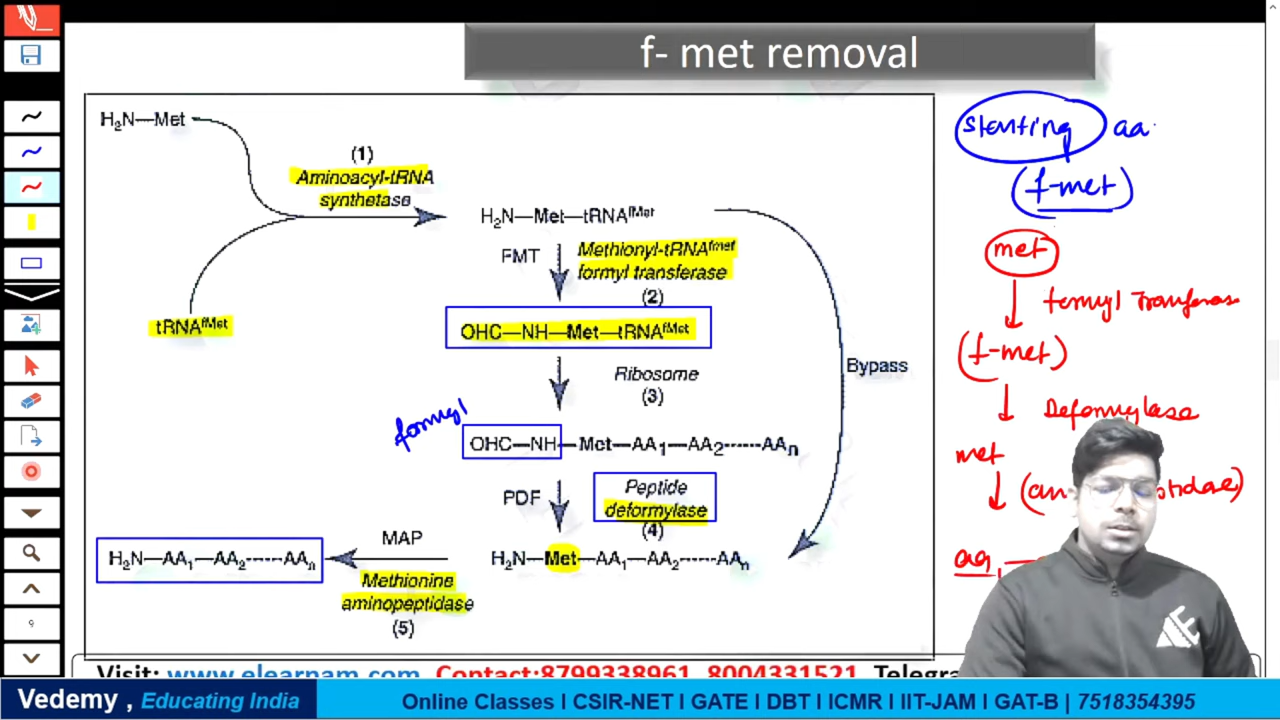 f- met removal
H₂N—Met
(1)
Aminoacyl-tRNA
synthetase
tRNAfMet
H₂N—Met—tRNAfMet
FMT
Methionyl-tRNAfmet
formyl transferase
(2)
OHC—NH—Met—tRNAfMet
Ribosome
(3)
Bypass
formyl
OHC—NH—Met—AA₁—AA₂------AAₙ
PDF
Peptide
deformylase
(4)
H₂N—Met—AA₁—AA₂------AAₙ
MAP
Methionine
aminopeptidase
(5)
H₂N—AA₁—AA₂------AAₙ
starting aa
(f-met)
met
formyl Transferase
(f-met)
Deformylase
met
aa₁
Visit: www.elearnam.com Contact:8799338961, 8004331521, Telegra
Vedemy , Educating India
Online Classes I CSIR-NET I GATE I DBT I ICMR I IIT-JAM I GAT-B I 7518354395